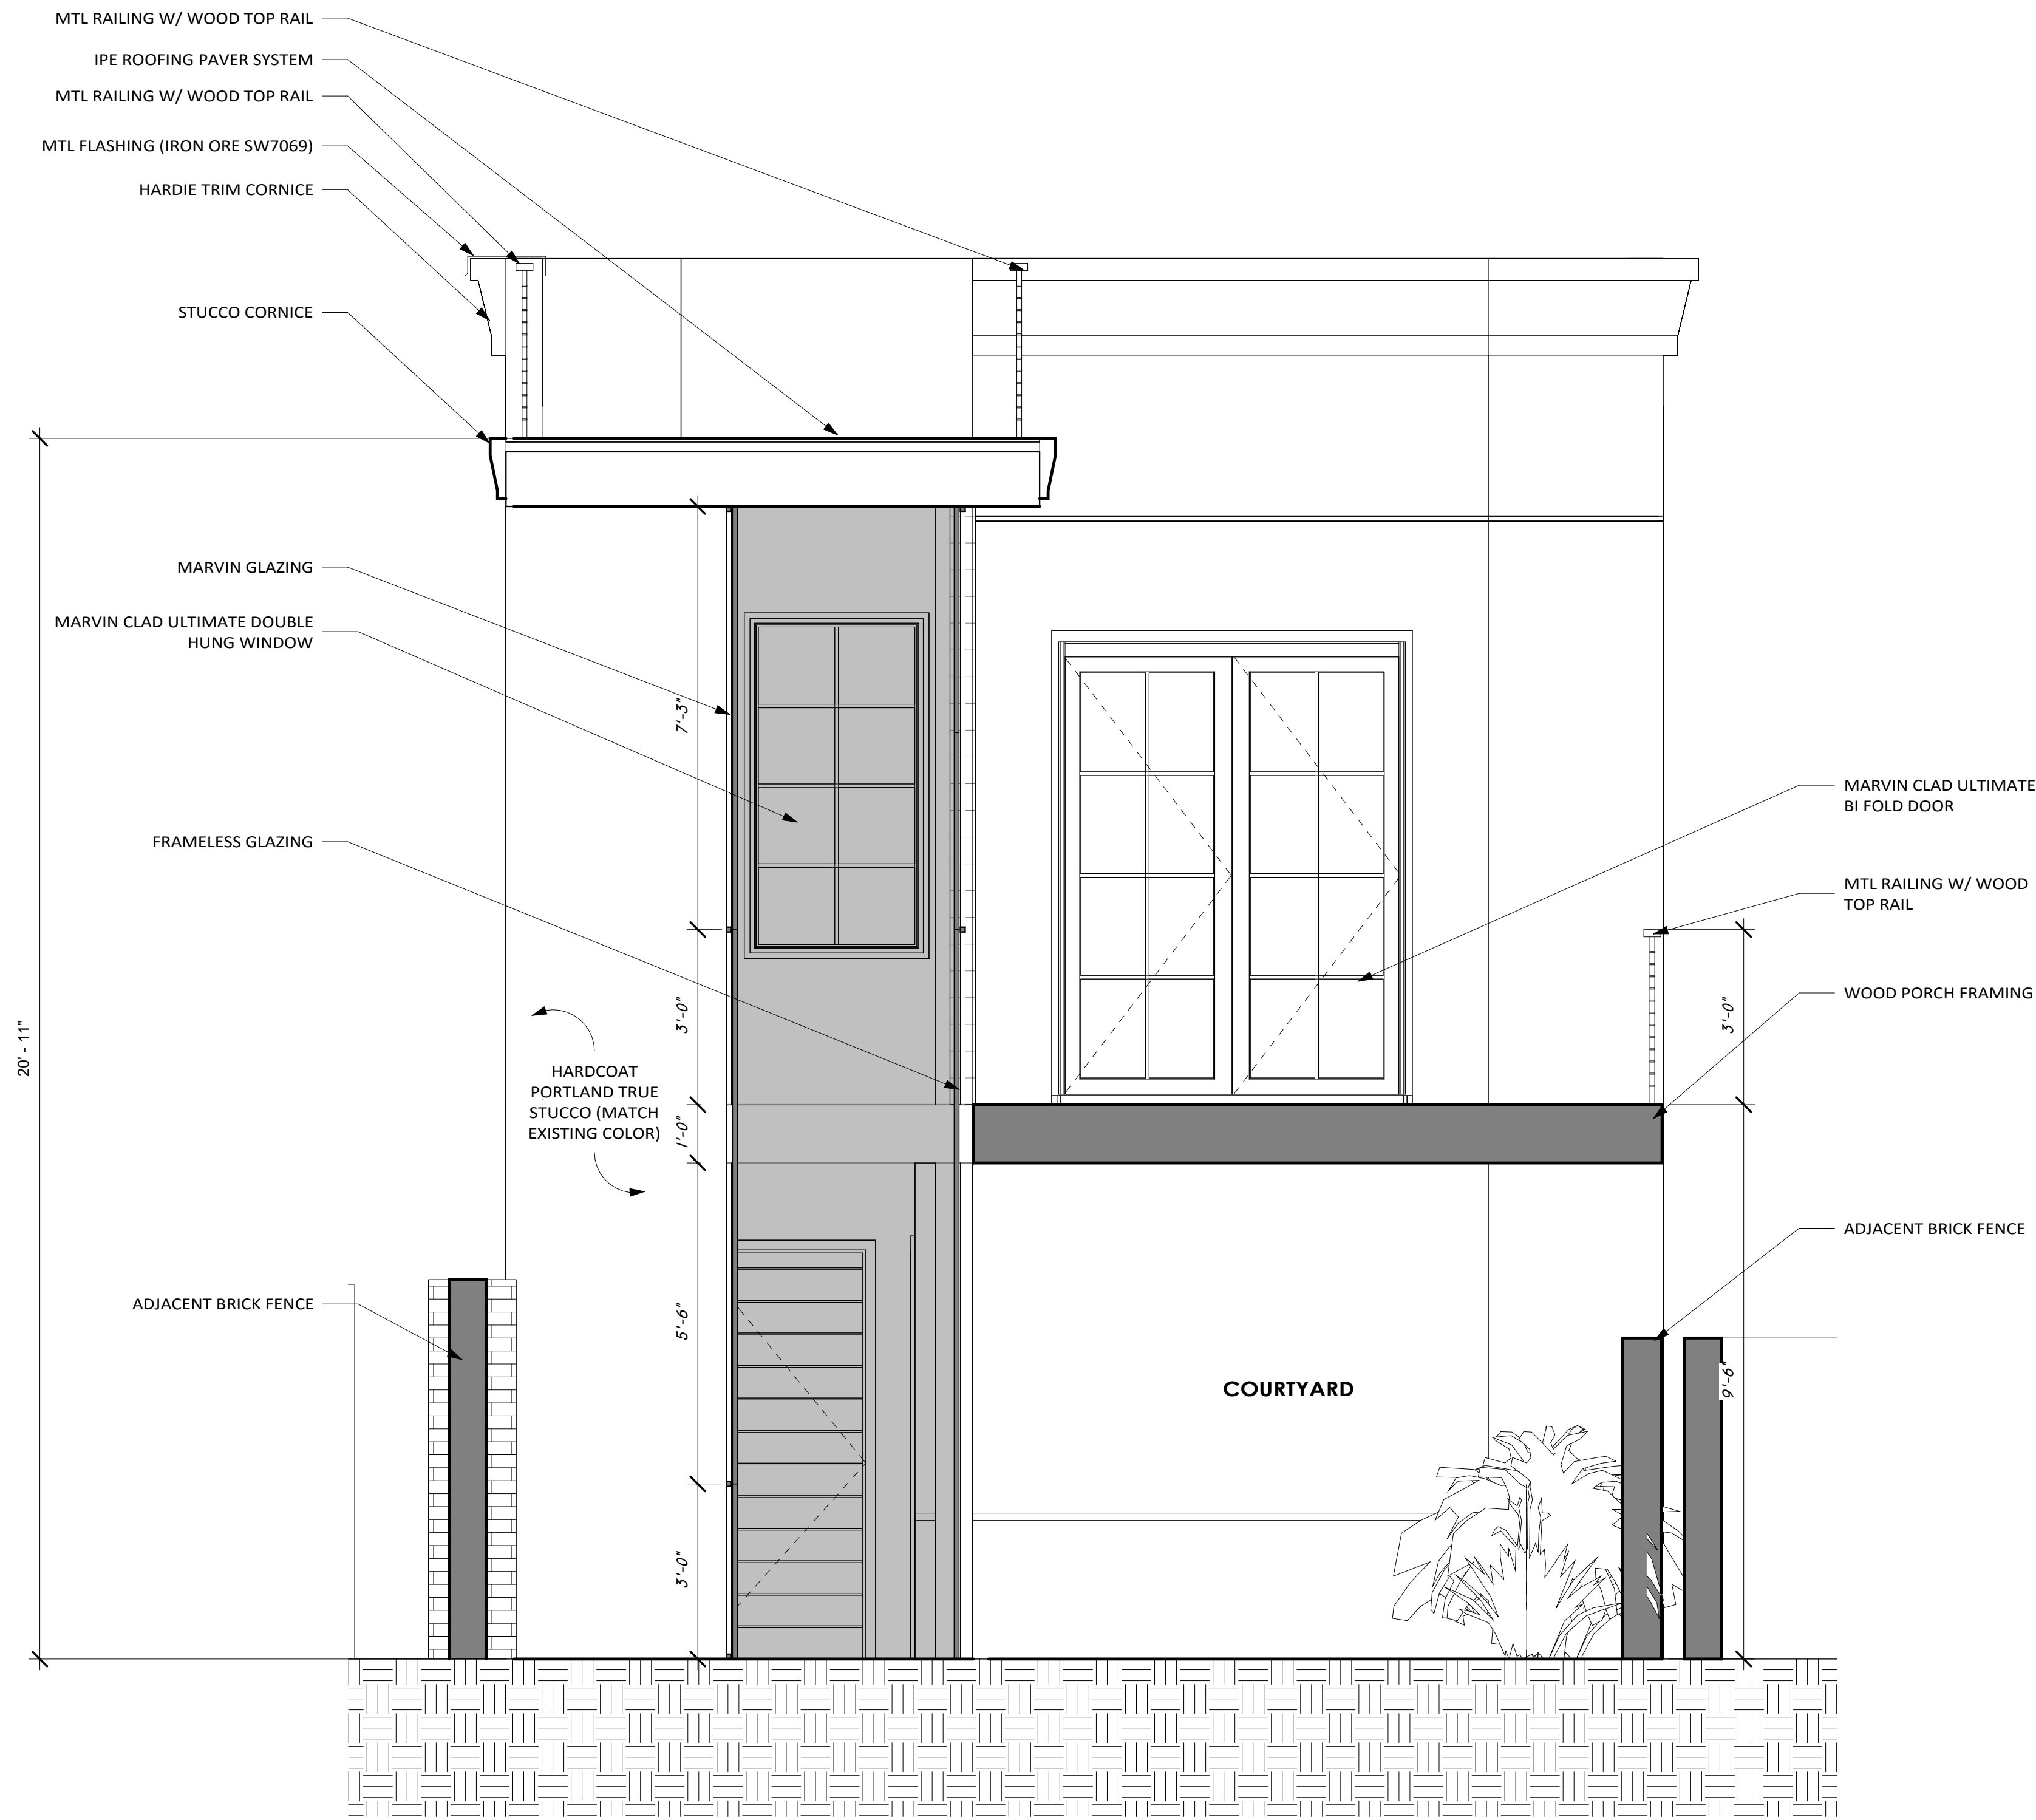 MTL RAILING W/ WOOD TOP RAIL
IPE ROOFING PAVER SYSTEM
MTL RAILING W/ WOOD TOP RAIL
MTL FLASHING (IRON ORE SW7069)
HARDIE TRIM CORNICE
STUCCO CORNICE
MARVIN GLAZING
MARVIN CLAD ULTIMATE DOUBLE
HUNG WINDOW
FRAMELESS GLAZING
20' - 11"
HARDCOAT
PORTLAND TRUE
STUCCO (MATCH
EXISTING COLOR)
ADJACENT BRICK FENCE
7'-3"
3'-0"
1'-0"
5'-6"
3'-0"
COURTYARD
MARVIN CLAD ULTIMATE
BI FOLD DOOR
MTL RAILING W/ WOOD
TOP RAIL
WOOD PORCH FRAMING
3'-0"
ADJACENT BRICK FENCE
9'-6"